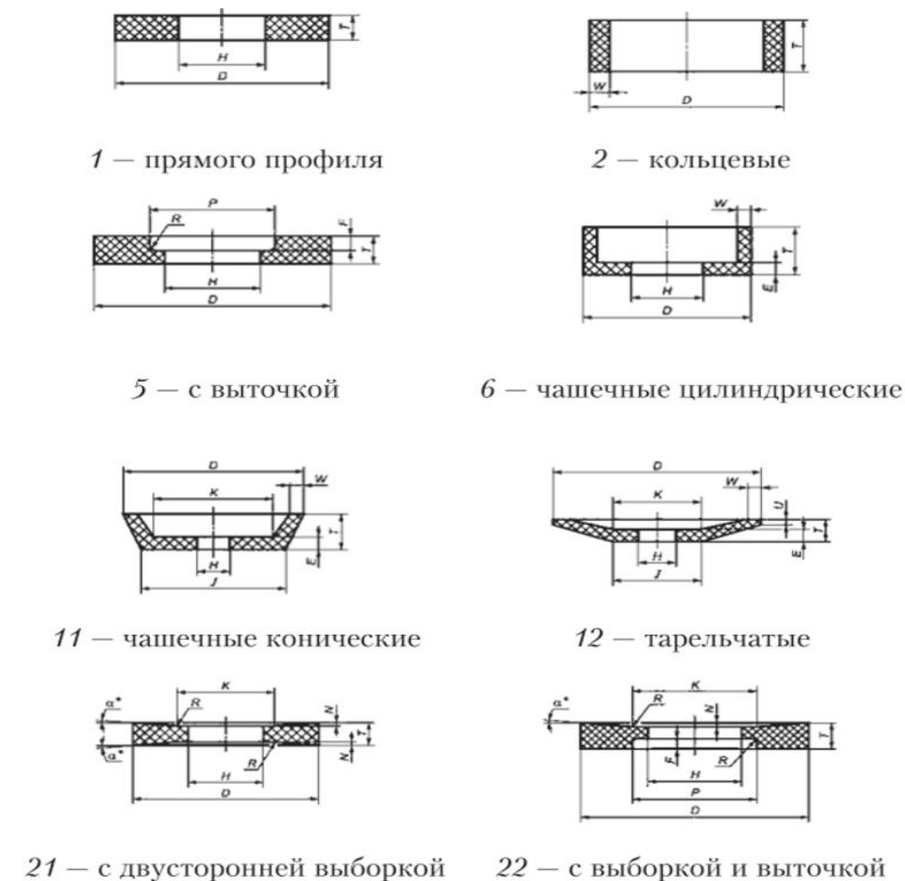 T
H
D
1 — прямого профиля
T
W
D
2 — кольцевые
P
R
F
T
H
D
5 — с выточкой
W
T
H
E
D
6 — чашечные цилиндрические
D
W
K
T
H
E
J
11 — чашечные конические
D
W
K
U
T
H
E
J
12 — тарельчатые
K
α°
R
N
T
α°
R
N
H
D
21 — с двусторонней выборкой
K
α°
R
N
T
F
R
H
P
D
22 — с выборкой и выточкой